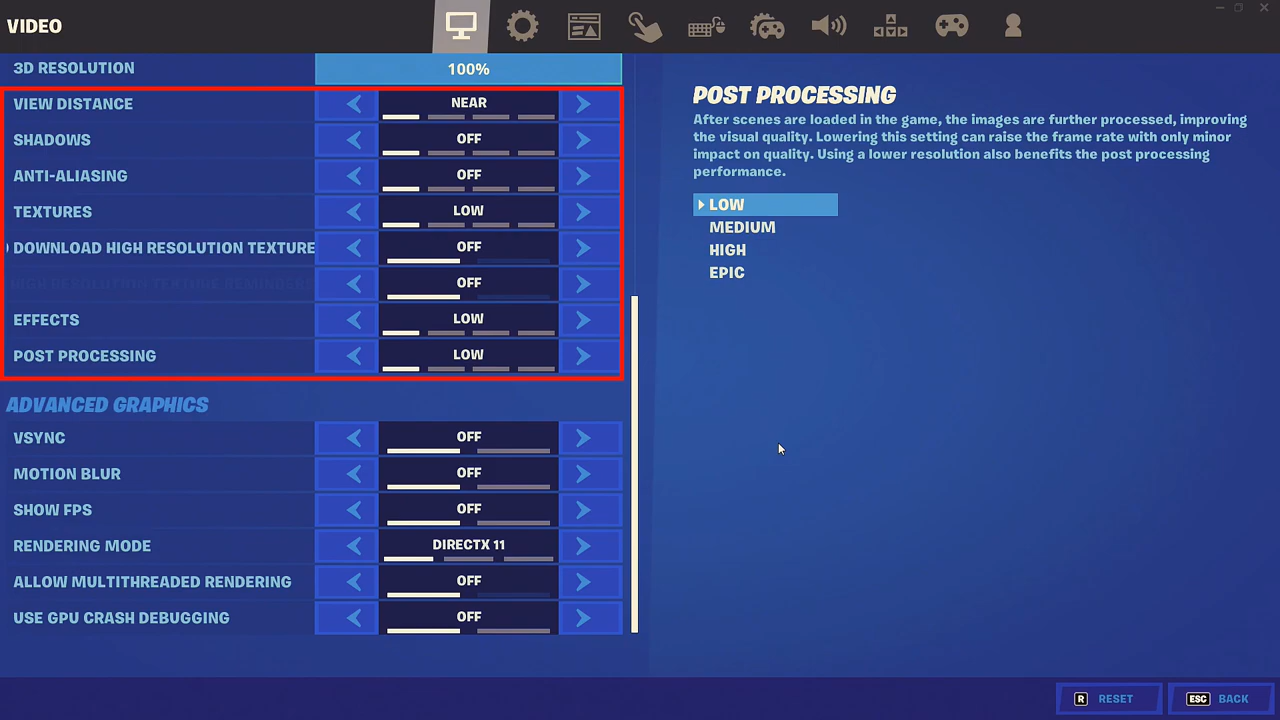 VIDEO
3D RESOLUTION 100%
VIEW DISTANCE NEAR
SHADOWS OFF
ANTI-ALIASING OFF
TEXTURES LOW
DOWNLOAD HIGH RESOLUTION TEXTURE OFF
HIGH RESOLUTION TEXTURE REMINDERS OFF
EFFECTS LOW
POST PROCESSING LOW
ADVANCED GRAPHICS
VSYNC OFF
MOTION BLUR OFF
SHOW FPS OFF
RENDERING MODE DIRECTX 11
ALLOW MULTITHREADED RENDERING OFF
USE GPU CRASH DEBUGGING OFF
POST PROCESSING
After scenes are loaded in the game, the images are further processed, improving
the visual quality. Lowering this setting can raise the frame rate with only minor
impact on quality. Using a lower resolution also benefits the post processing
performance.
LOW
MEDIUM
HIGH
EPIC
R RESET
ESC BACK